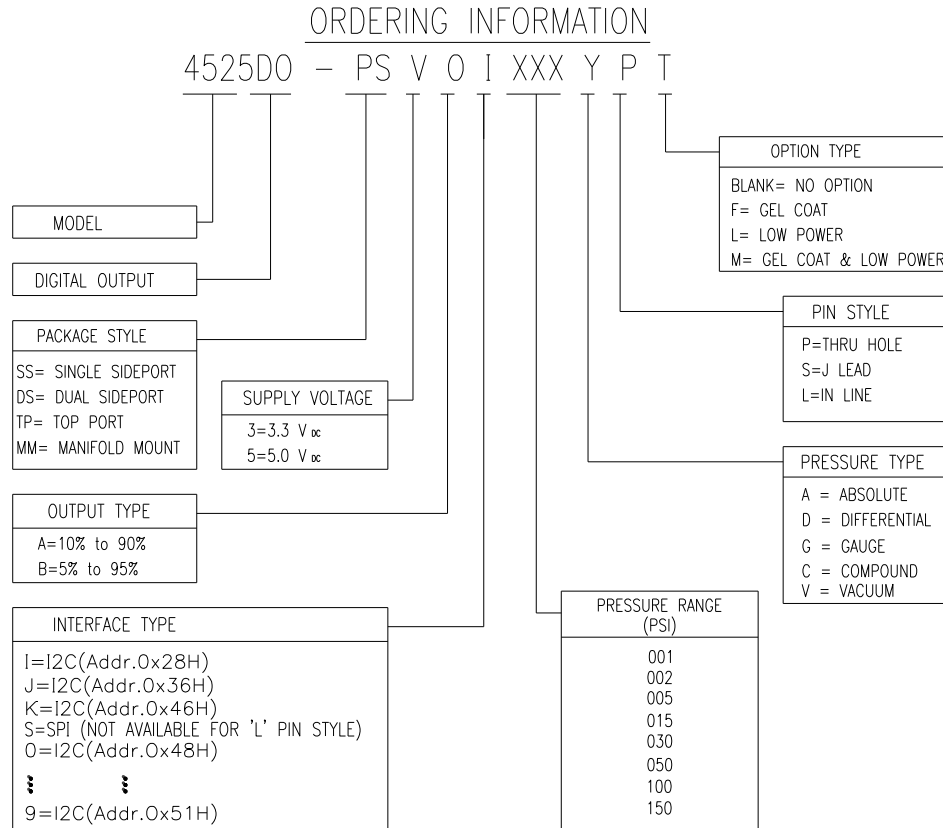 ORDERING INFORMATION
4525DO - PS V O I XXX Y P T
OPTION TYPE
BLANK= NO OPTION
F= GEL COAT
L= LOW POWER
M= GEL COAT & LOW POWER
MODEL
DIGITAL OUTPUT
PIN STYLE
P=THRU HOLE
S=J LEAD
L=IN LINE
PACKAGE STYLE
SS= SINGLE SIDEPORT
DS= DUAL SIDEPORT
TP= TOP PORT
MM= MANIFOLD MOUNT
SUPPLY VOLTAGE
3=3.3 V DC
5=5.0 V DC
PRESSURE TYPE
A = ABSOLUTE
D = DIFFERENTIAL
G = GAUGE
C = COMPOUND
V = VACUUM
OUTPUT TYPE
A=10% to 90%
B=5% to 95%
INTERFACE TYPE
I=I2C(Addr.0x28H)
J=I2C(Addr.0x36H)
K=I2C(Addr.0x46H)
S=SPI (NOT AVAILABLE FOR 'L' PIN STYLE)
0=I2C(Addr.0x48H)
9=I2C(Addr.0x51H)
PRESSURE RANGE
(PSI)
001
002
005
015
030
050
100
150